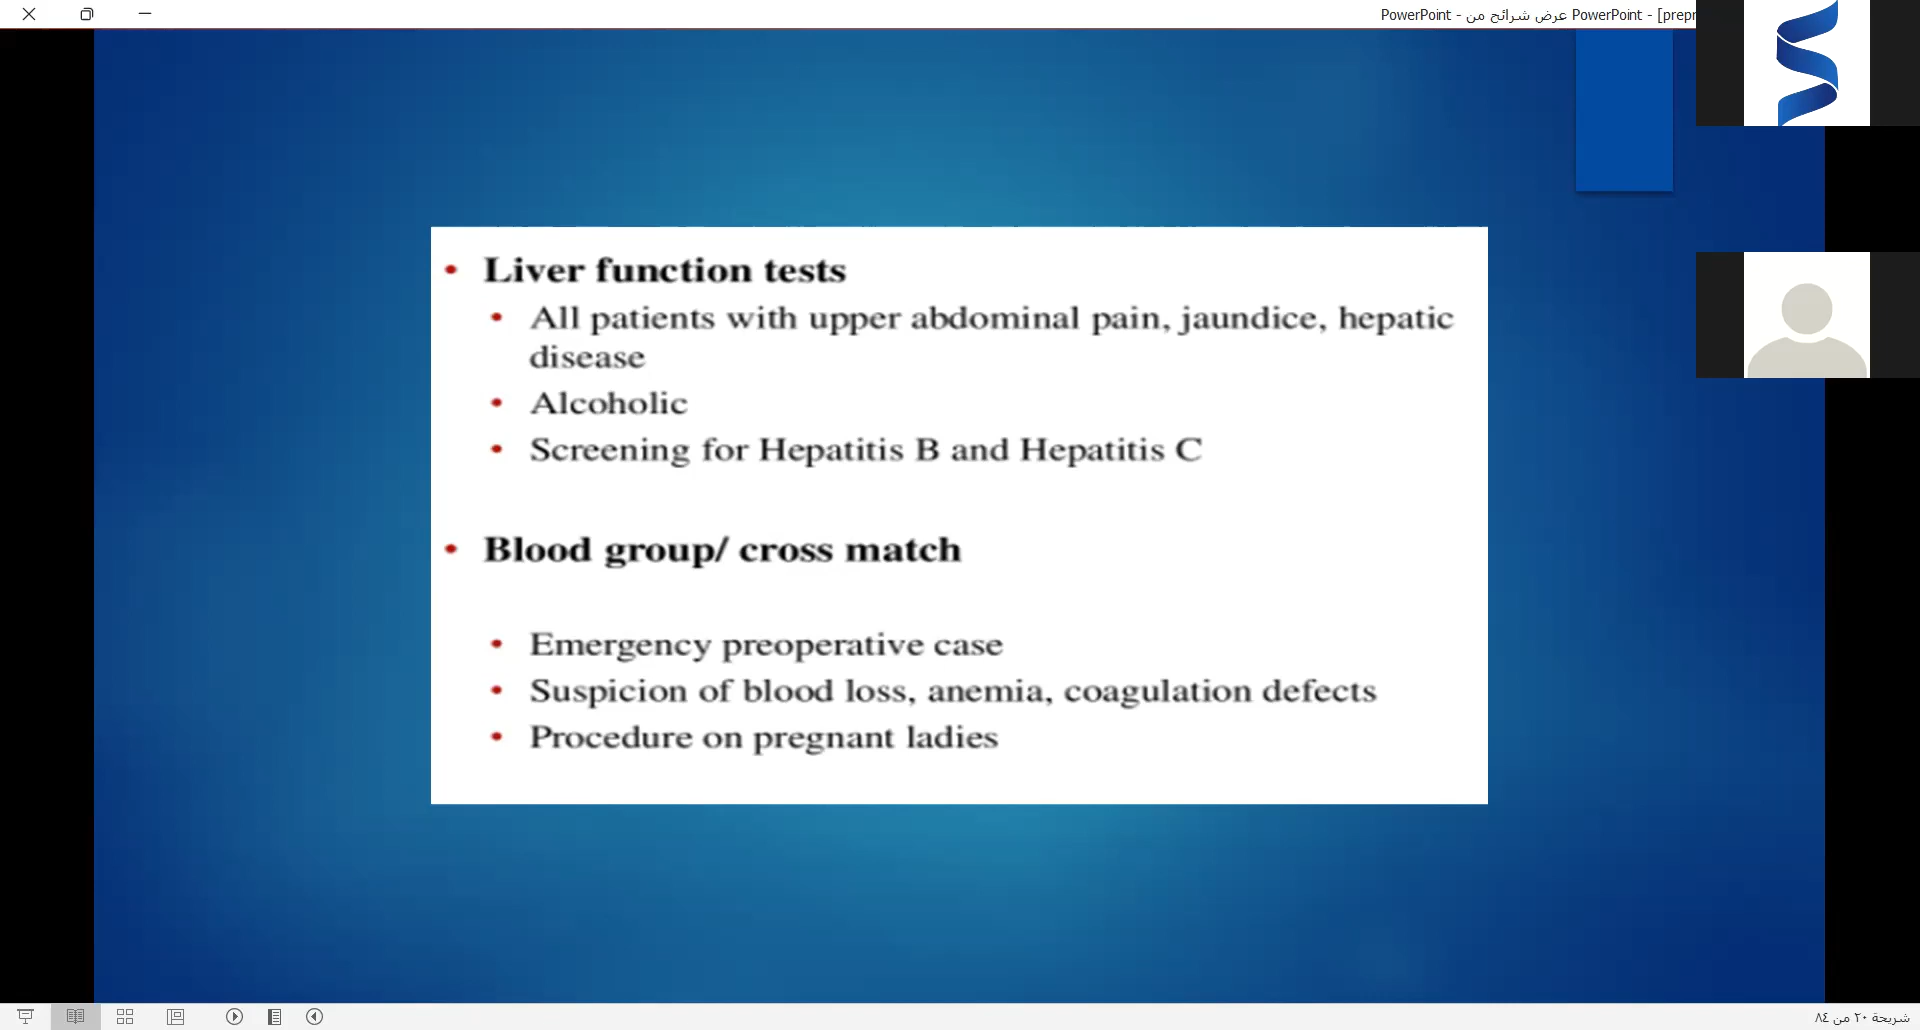 PowerPoint - عرض شرائح من PowerPoint - [prepr
• Liver function tests
• All patients with upper abdominal pain, jaundice, hepatic
disease
• Alcoholic
• Screening for Hepatitis B and Hepatitis C
• Blood group/ cross match
• Emergency preoperative case
• Suspicion of blood loss, anemia, coagulation defects
• Procedure on pregnant ladies
شريحة ٢٠ من ٨٤